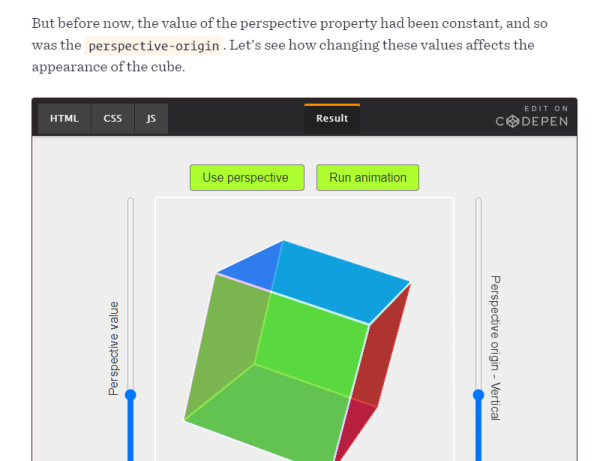 But before now, the value of the perspective property had been constant, and so
was the perspective-origin. Let’s see how changing these values affects the
appearance of the cube.
HTML CSS JS Result EDIT ON
CODEPEN
Use perspective Run animation
Perspective value
Perspective origin - Vertical